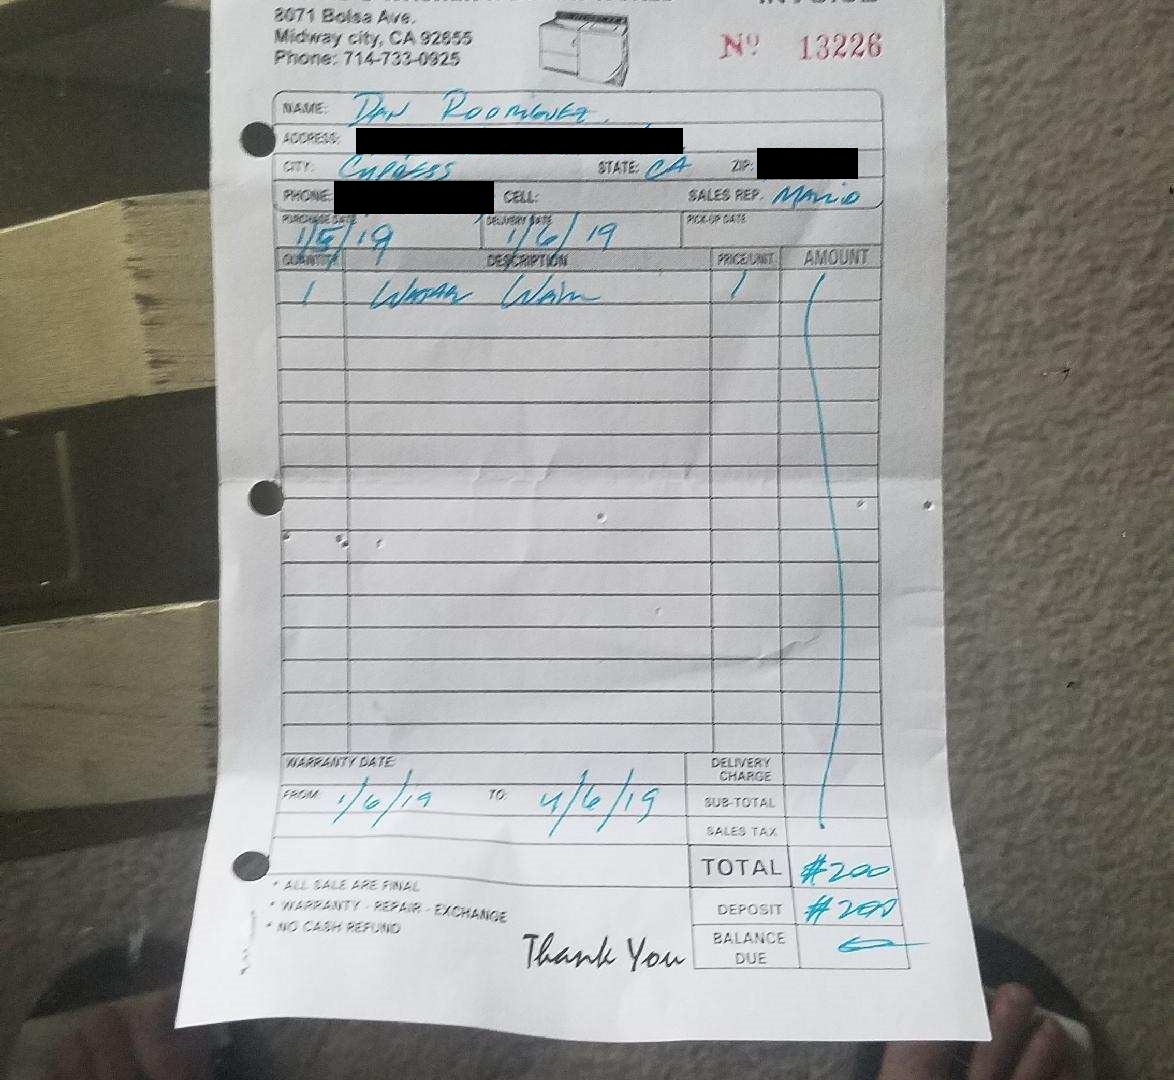 8071 Bolsa Ave.
Midway city, CA 92655
Phone: 714-733-0925
INVOICE
Nº 13226
NAME: DAN
ADDRESS:
CITY: Cypress STATE: CA ZIP:
PHONE: CELL: SALES REP. MARIO
PURCHASE DATE DELIVERY DATE PICK-UP DATE
1/5/19 1/6/19
QUANTITY DESCRIPTION PRICE/UNIT AMOUNT
1 1
WARRANTY DATE: DELIVERY CHARGE
FROM 1/6/19 TO: 4/6/19 SUB-TOTAL
SALES TAX
TOTAL #200
DEPOSIT #200
BALANCE DUE
* ALL SALE ARE FINAL
* WARRANTY - REPAIR - EXCHANGE
* NO CASH REFUND
Thank You